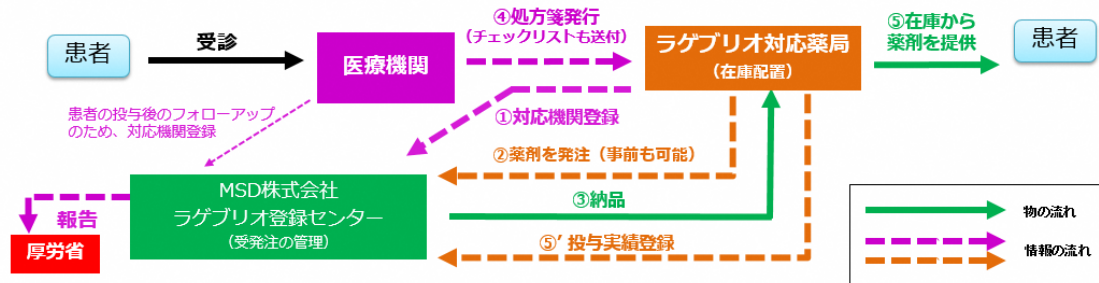 患者
受診
医療機関
④処方箋発行
(チェックリストも送付)
ラゲブリオ対応薬局
(在庫配置)
⑤在庫から
薬剤を提供
患者
患者の投与後のフォローアップ
のため、対応機関登録
①対応機関登録
②薬剤を発注（事前も可能）
MSD株式会社
ラゲブリオ登録センター
(受発注の管理)
③納品
⑤’投与実績登録
報告
厚労省
物の流れ
情報の流れ